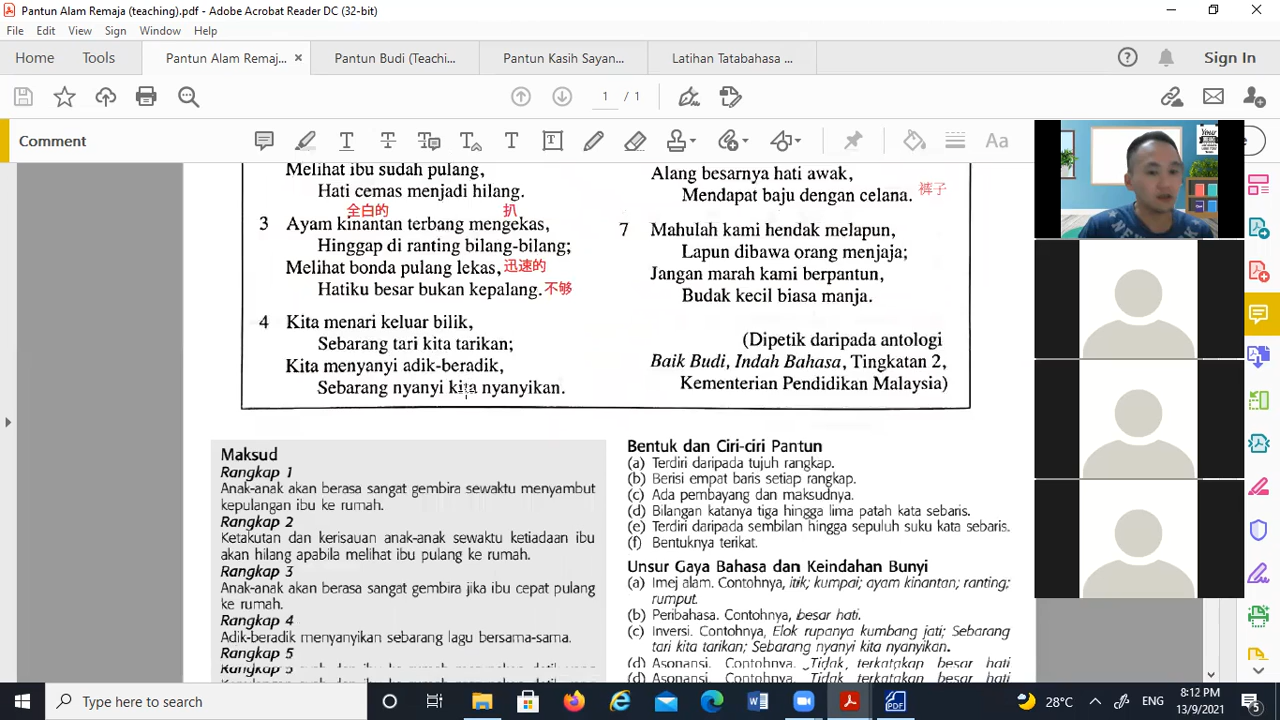 Pantun Alam Remaja (teaching).pdf - Adobe Acrobat Reader DC (32-bit)
File Edit View Sign Window Help
Home Tools Pantun Alam Remaj... Pantun Budi (Teachi... Pantun Kasih Sayan... Latihan Tatabahasa ... Sign In
1 / 1
Comment
Melihat ibu sudah pulang,
Hati cemas menjadi hilang.
全白的 扒
3 Ayam kinantan terbang mengekas,
Hinggap di ranting bilang-bilang;
Melihat bonda pulang lekas, 迅速的
Hatiku besar bukan kepalang. 不够
4 Kita menari keluar bilik,
Sebarang tari kita tarikan;
Kita menyanyi adik-beradik,
Sebarang nyanyi kita nyanyikan.
Alang besarnya hati awak,
Mendapat baju dengan celana. 裤子
7 Mahulah kami hendak melapun,
Lapun dibawa orang menjaja;
Jangan marah kami berpantun,
Budak kecil biasa manja.
(Dipetik daripada antologi
Baik Budi, Indah Bahasa, Tingkatan 2,
Kementerian Pendidikan Malaysia)
Maksud
Rangkap 1
Anak-anak akan berasa sangat gembira sewaktu menyambut
kepulangan ibu ke rumah.
Rangkap 2
Ketakutan dan kerisauan anak-anak sewaktu ketiadaan ibu
akan hilang apabila melihat ibu pulang ke rumah.
Rangkap 3
Anak-anak akan berasa sangat gembira jika ibu cepat pulang
ke rumah.
Rangkap 4
Adik-beradik menyanyikan sebarang lagu bersama-sama.
Rangkap 5
Bentuk dan Ciri-ciri Pantun
(a) Terdiri daripada tujuh rangkap.
(b) Berisi empat baris setiap rangkap.
(c) Ada pembayang dan maksudnya.
(d) Bilangan katanya tiga hingga lima patah kata sebaris.
(e) Terdiri daripada sembilan hingga sepuluh suku kata sebaris.
(f) Bentuknya terikat.
Unsur Gaya Bahasa dan Keindahan Bunyi
(a) Imej alam. Contohnya, itik; kumpai; ayam kinantan; ranting;
rumput.
(b) Peribahasa. Contohnya, besar hati.
(c) Inversi. Contohnya, Elok rupanya kumbang jati; Sebarang
tari kita tarikan; Sebarang nyanyi kita nyanyikan.
(d) Asonansi. Contohnya, Tidak terkatakan besar hati
Type here to search
28°C ENG 8:12 PM
13/9/2021 5